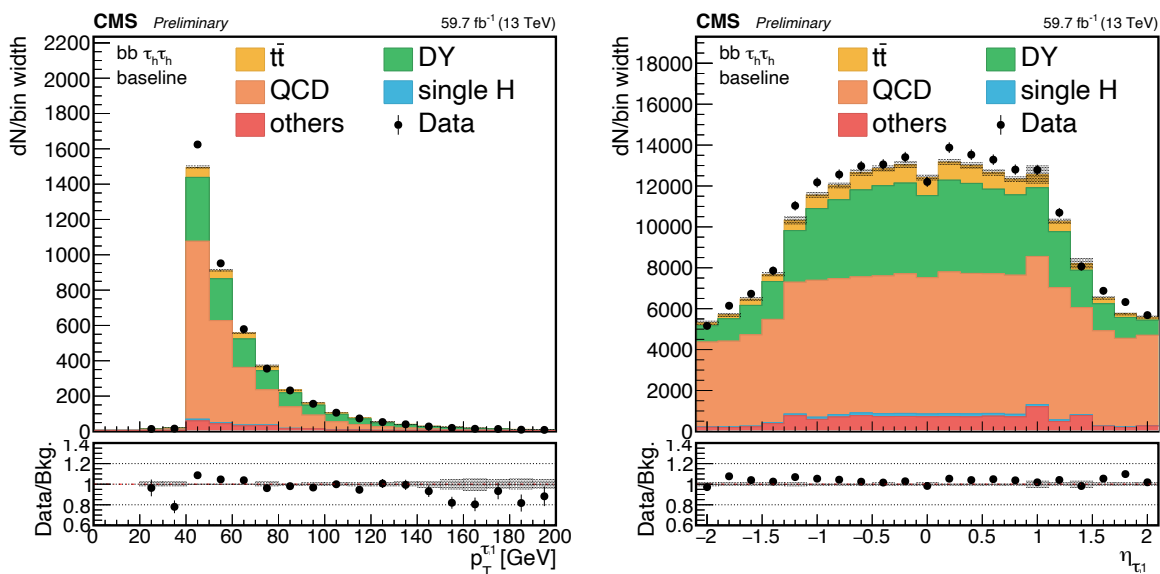 CMS Preliminary 59.7 fb⁻¹ (13 TeV)
dN/bin width
2200
2000
1800
1600
1400
1200
1000
800
600
400
200
0
bb τₕτₕ
baseline
tt̄ DY
QCD single H
others Data
Data/Bkg.
1.4
1.2
1
0.8
0.6
0 20 40 60 80 100 120 140 160 180 200
p_T^τ1 [GeV]
CMS Preliminary 59.7 fb⁻¹ (13 TeV)
dN/bin width
18000
16000
14000
12000
10000
8000
6000
4000
2000
0
bb τₕτₕ
baseline
tt̄ DY
QCD single H
others Data
Data/Bkg.
1.4
1.2
1
0.8
0.6
−2 −1.5 −1 −0.5 0 0.5 1 1.5 2
η_τ1